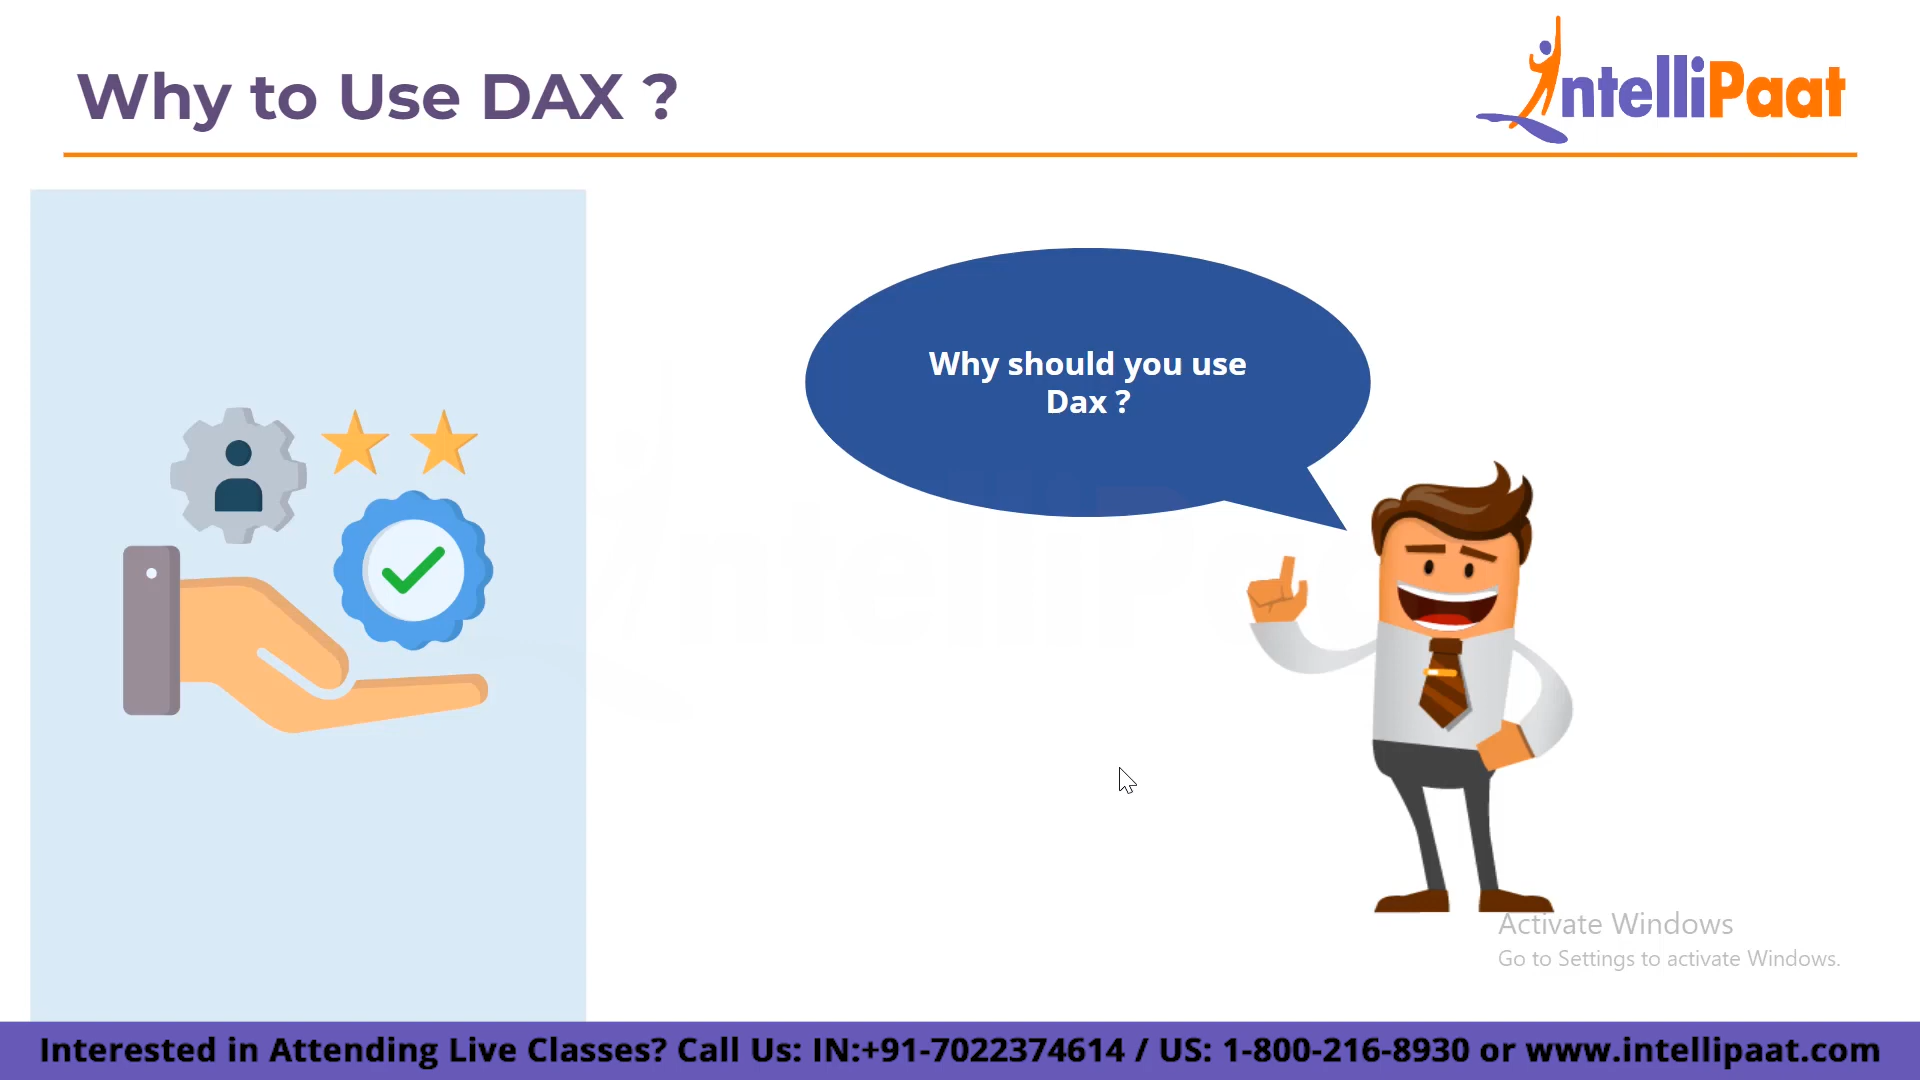 Why to Use DAX ?
IntelliPaat
Why should you use
Dax ?
Activate Windows
Go to Settings to activate Windows.
Interested in Attending Live Classes? Call Us: IN:+91-7022374614 / US: 1-800-216-8930 or www.intellipaat.com